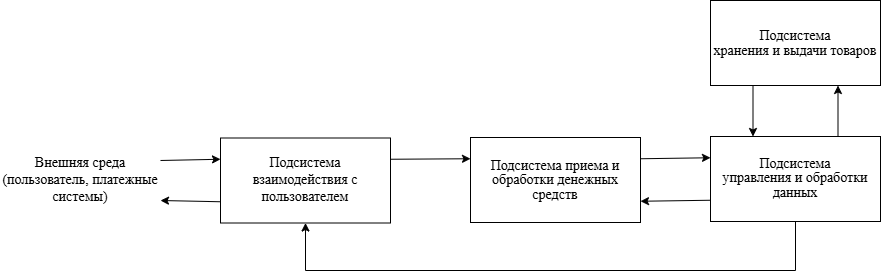 Подсистема
хранения и выдачи товаров
Внешняя среда
(пользователь, платежные
системы)
Подсистема
взаимодействия с
пользователем
Подсистема приема и
обработки денежных
средств
Подсистема
управления и обработки
данных